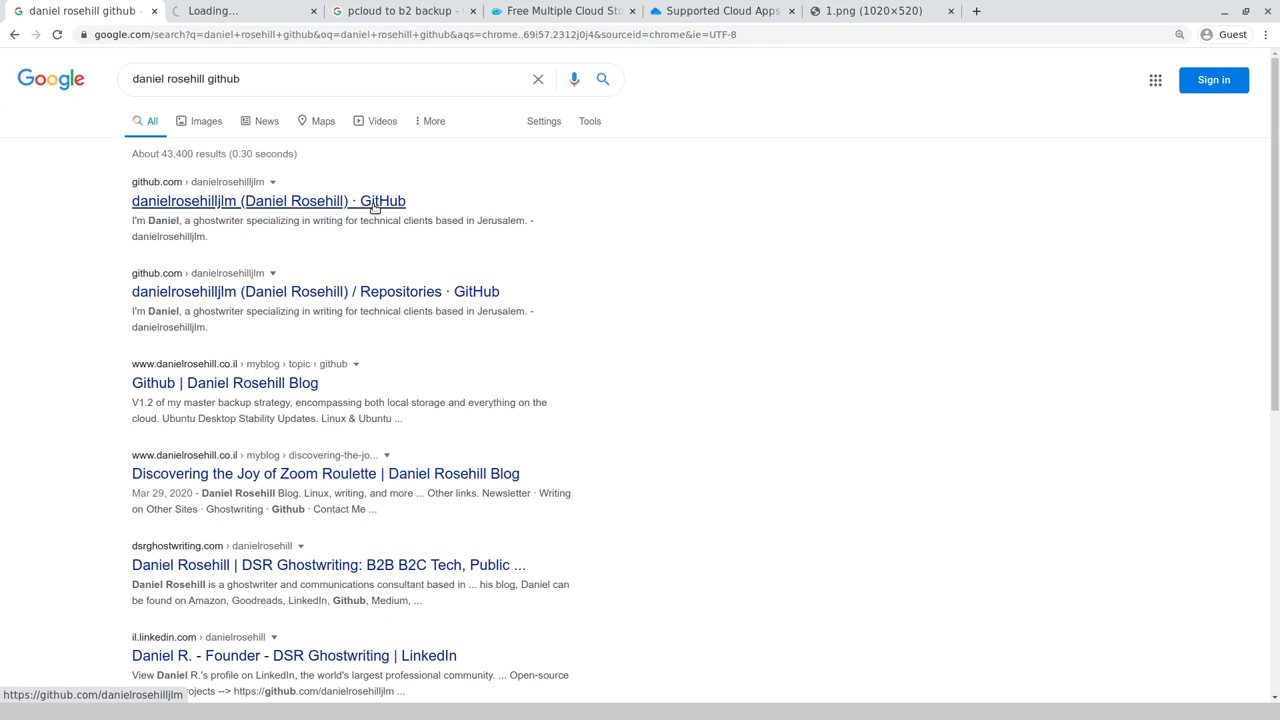 daniel rosehill github -
Loading...
pcloud to b2 backup -
Free Multiple Cloud Sto
Supported Cloud Apps
1.png (1020×520)
google.com/search?q=daniel+rosehill+github&oq=daniel+rosehill+github&aqs=chrome..69i57.2312j0j4&sourceid=chrome&ie=UTF-8
Guest
Google
daniel rosehill github
Sign in
All
Images
News
Maps
Videos
More
Settings
Tools
About 43,400 results (0.30 seconds)
github.com › danielrosehilljlm
danielrosehilljlm (Daniel Rosehill) · GitHub
I'm Daniel, a ghostwriter specializing in writing for technical clients based in Jerusalem. -
danielrosehilljlm.
github.com › danielrosehilljlm
danielrosehilljlm (Daniel Rosehill) / Repositories · GitHub
I'm Daniel, a ghostwriter specializing in writing for technical clients based in Jerusalem. -
danielrosehilljlm.
www.danielrosehill.co.il › myblog › topic › github
Github | Daniel Rosehill Blog
V1.2 of my master backup strategy, encompassing both local storage and everything on the
cloud. Ubuntu Desktop Stability Updates. Linux & Ubuntu ...
www.danielrosehill.co.il › myblog › discovering-the-jo...
Discovering the Joy of Zoom Roulette | Daniel Rosehill Blog
Mar 29, 2020 - Daniel Rosehill Blog. Linux, writing, and more ... Other links. Newsletter · Writing
on Other Sites · Ghostwriting · Github · Contact Me ...
dsrghostwriting.com › danielrosehill
Daniel Rosehill | DSR Ghostwriting: B2B B2C Tech, Public ...
Daniel Rosehill is a ghostwriter and communications consultant based in ... his blog, Daniel can
be found on Amazon, Goodreads, LinkedIn, Github, Medium, ...
il.linkedin.com › danielrosehill
Daniel R. - Founder - DSR Ghostwriting | LinkedIn
View Daniel R.'s profile on LinkedIn, the world's largest professional community. ... Open-source
rojects --> https://github.com/danielrosehilljlm ...
https://github.com/danielrosehilljlm